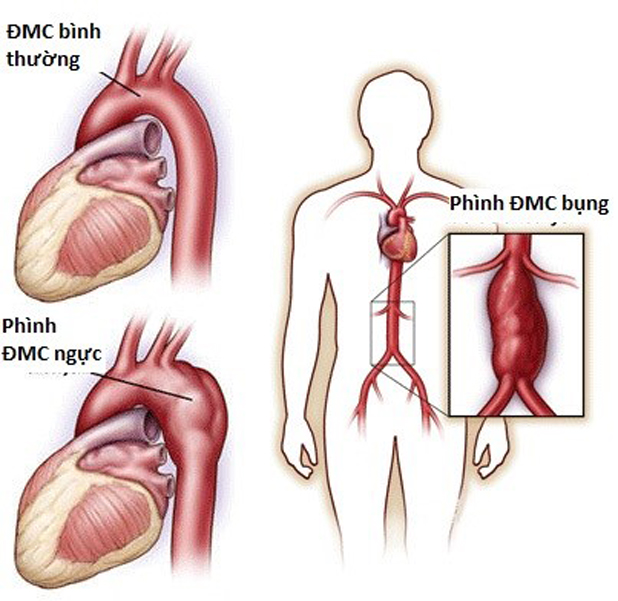 ĐMC bình
thường
Phình ĐMC bụng
Phình
ĐMC ngực